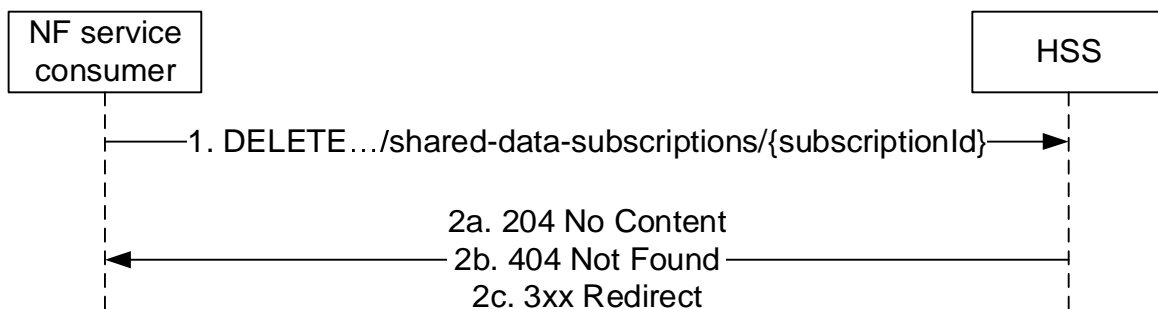 NF service
consumer
HSS
1. DELETE…/shared-data-subscriptions/{subscriptionId}
2a. 204 No Content
2b. 404 Not Found
2c. 3xx Redirect